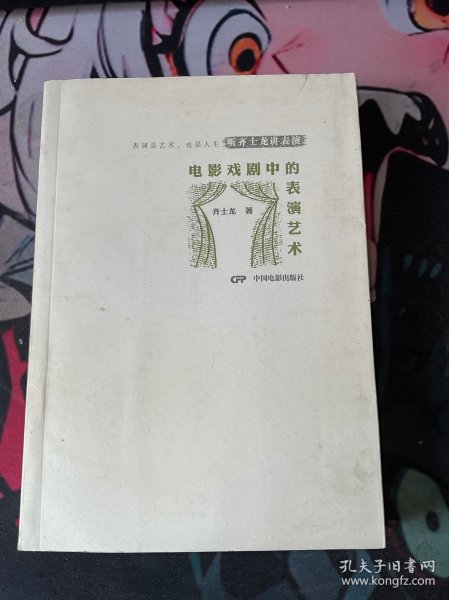 表演是艺术，也是人生 听齐士龙讲表演
电影戏剧中的表演艺术
齐士龙 著
CFP 中国电影出版社
孔夫子旧书网
www.kongfz.com